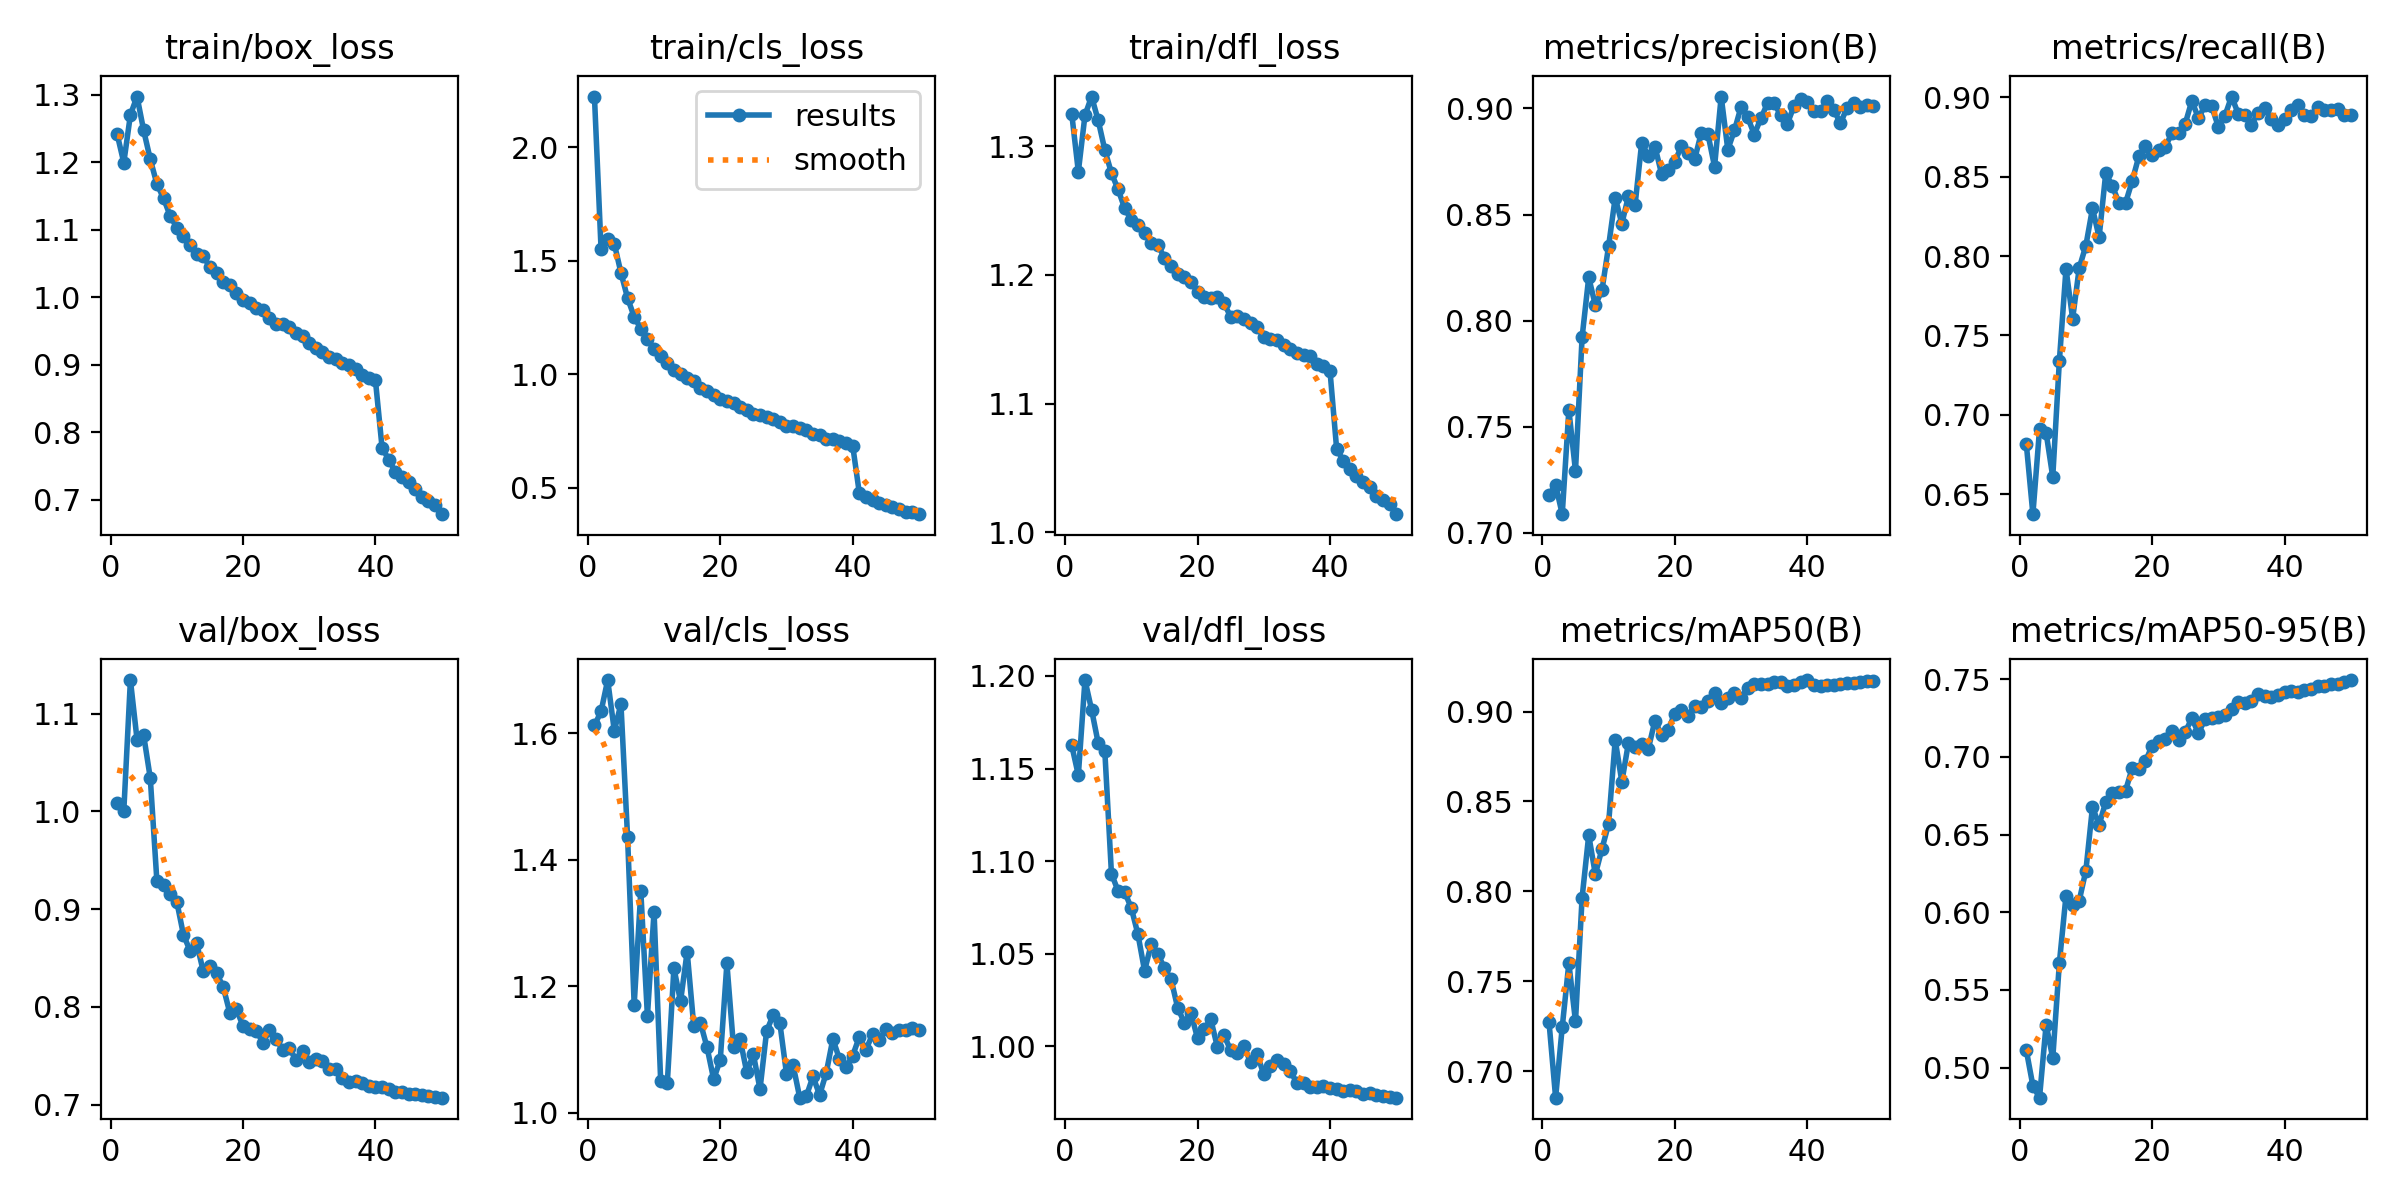 train/box_loss
1.3
1.2
1.1
1.0
0.9
0.8
0.7
0 20 40
train/cls_loss
results
smooth
2.0
1.5
1.0
0.5
0 20 40
train/dfl_loss
1.3
1.2
1.1
1.0
0 20 40
metrics/precision(B)
0.90
0.85
0.80
0.75
0.70
0 20 40
metrics/recall(B)
0.90
0.85
0.80
0.75
0.70
0.65
0 20 40
val/box_loss
1.1
1.0
0.9
0.8
0.7
0 20 40
val/cls_loss
1.6
1.4
1.2
1.0
0 20 40
val/dfl_loss
1.20
1.15
1.10
1.05
1.00
0 20 40
metrics/mAP50(B)
0.90
0.85
0.80
0.75
0.70
0 20 40
metrics/mAP50-95(B)
0.75
0.70
0.65
0.60
0.55
0.50
0 20 40